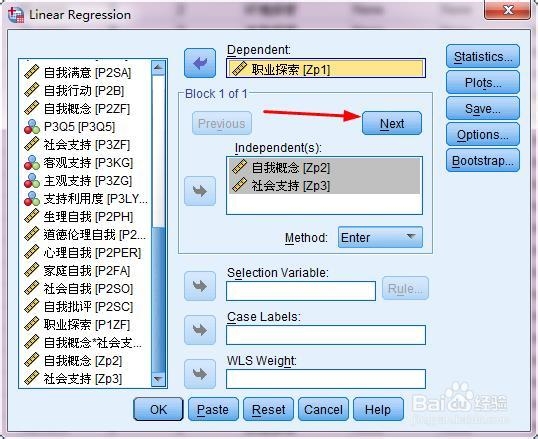 Linear Regression
自我满意 [P2SA]
自我行动 [P2B]
自我概念 [P2ZF]
P3Q5 [P3Q5]
社会支持 [P3ZF]
客观支持 [P3KG]
主观支持 [P3ZG]
支持利用度 [P3LY...
坐理自我 [P2PH]
道德伦理自我 [P2...
心理自我 [P2PER]
家庭自我 [P2FA]
社会自我 [P2SO]
自我批评 [P2SC]
职业探索 [P1ZF]
自我概念*社会支...
自我概念 [Zp2]
社会支持 [Zp3]
Dependent:
职业探索 [Zp1]
Block 1 of 1
Previous
Next
Independent(s):
自我概念 [Zp2]
社会支持 [Zp3]
Method:
Enter
Selection Variable:
Rule...
Case Labels:
WLS Weight:
Statistics...
Plots...
Save...
Options...
Bootstrap...
OK
Paste
Reset
Cancel
Help
Baidu 经验
jingyan.baidu.com